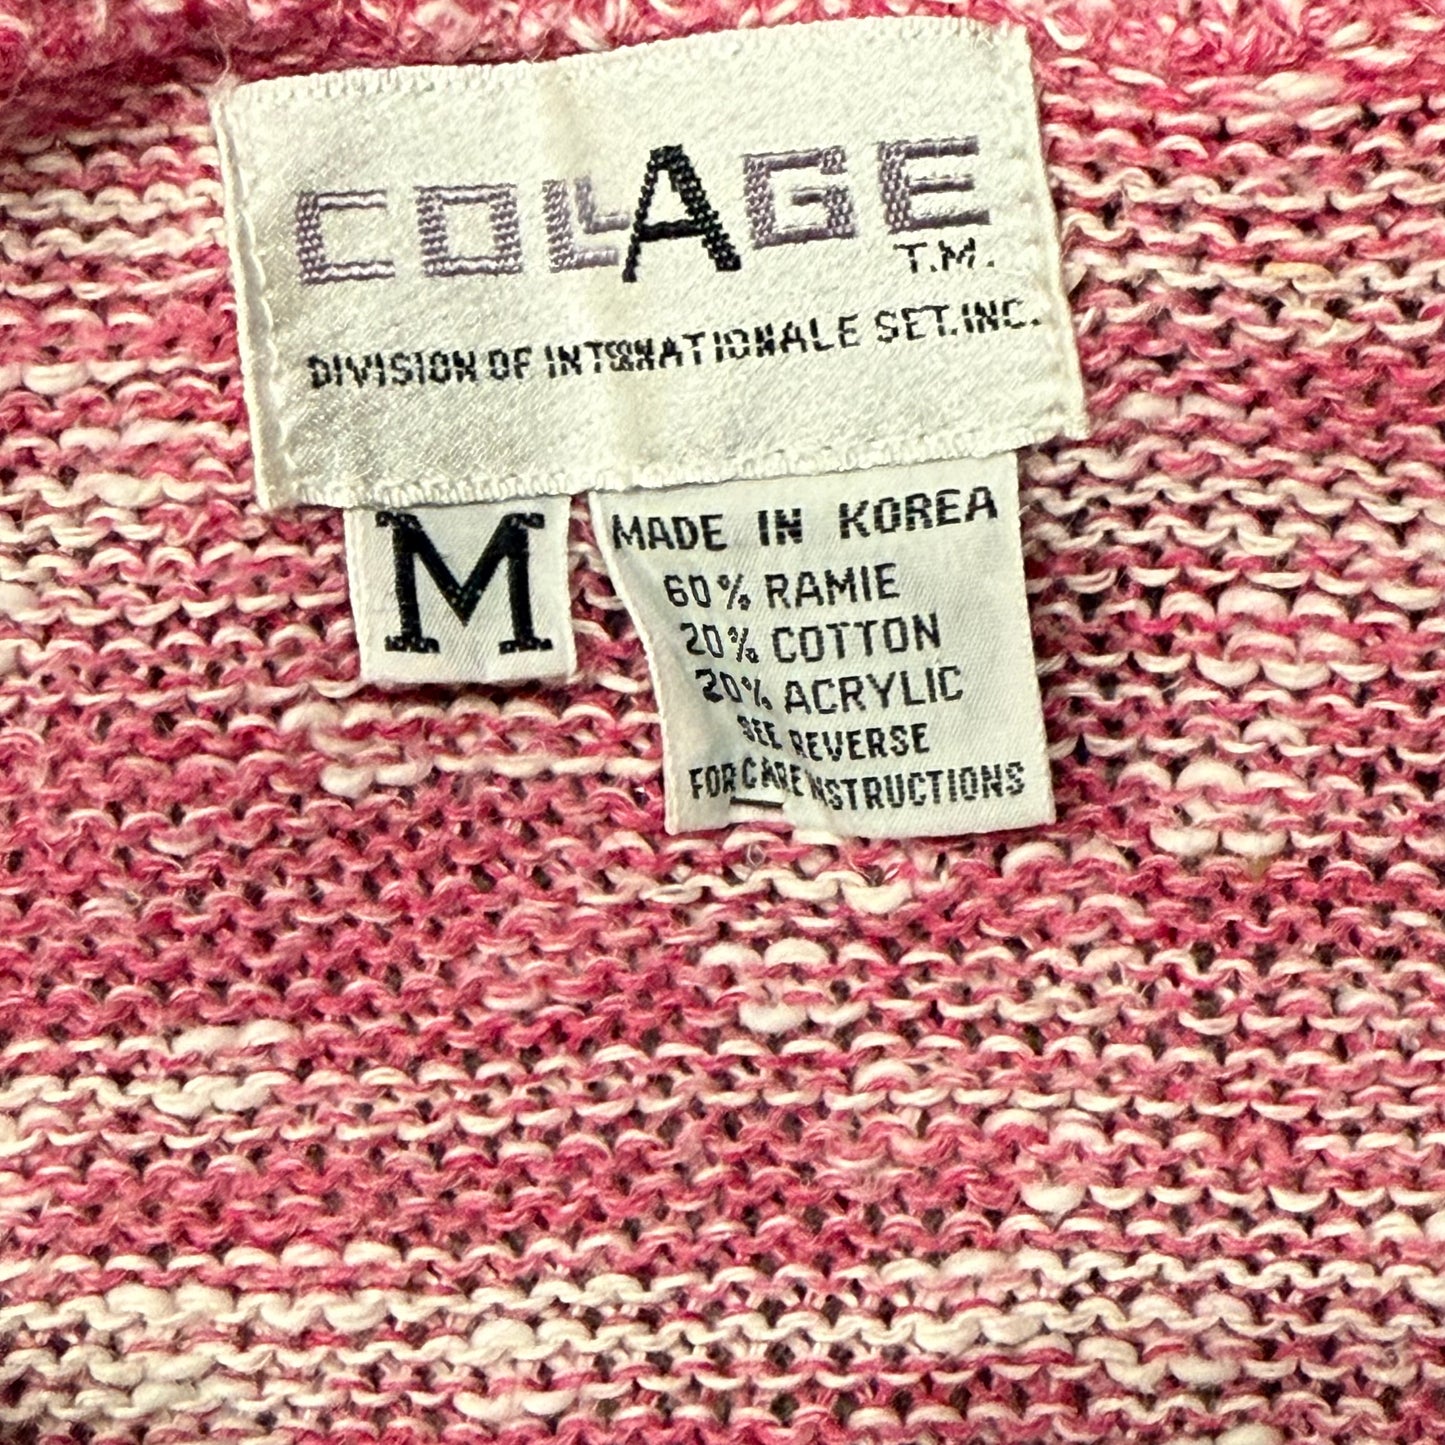 COLLAGE
T.M.
DIVISION OF INTERNATIONALE SET.INC.
M
MADE IN KOREA
60% RAMIE
20% COTTON
20% ACRYLIC
SEE REVERSE
FOR CARE INSTRUCTIONS